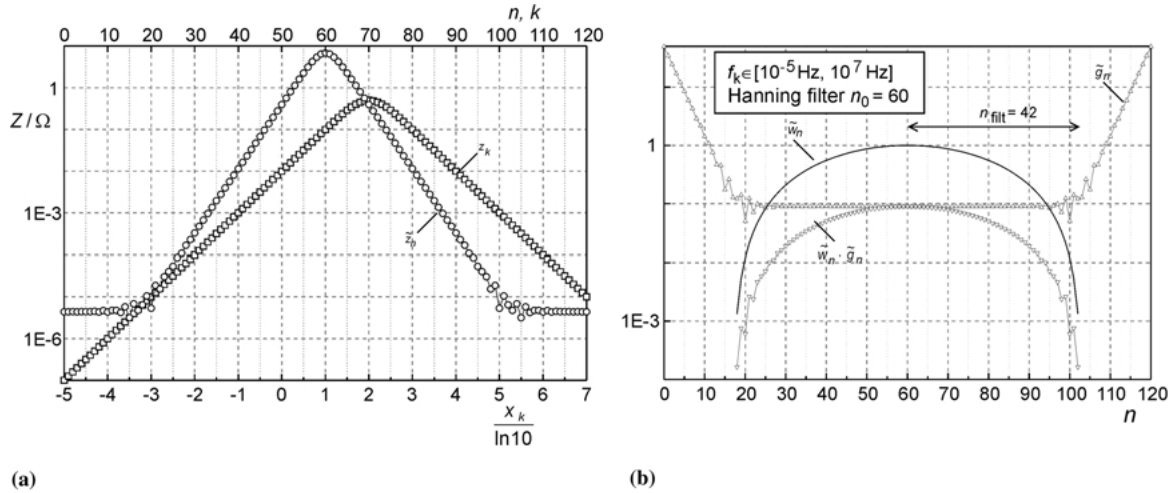 n, k
0 10 20 30 40 50 60 70 80 90 100 110 120
1
Z/Ω
1E-3
1E-6
z_k
z̃_n
-5 -4 -3 -2 -1 0 1 2 3 4 5 6 7
x_k
ln10
(a)
f_k∈[10^-5 Hz, 10^7 Hz]
Hanning filter n_0 = 60
g̃_n
n_filt = 42
w̃_n
1
w̃_n · g̃_n
1E-3
0 10 20 30 40 50 60 70 80 90 100 110 120
n
(b)